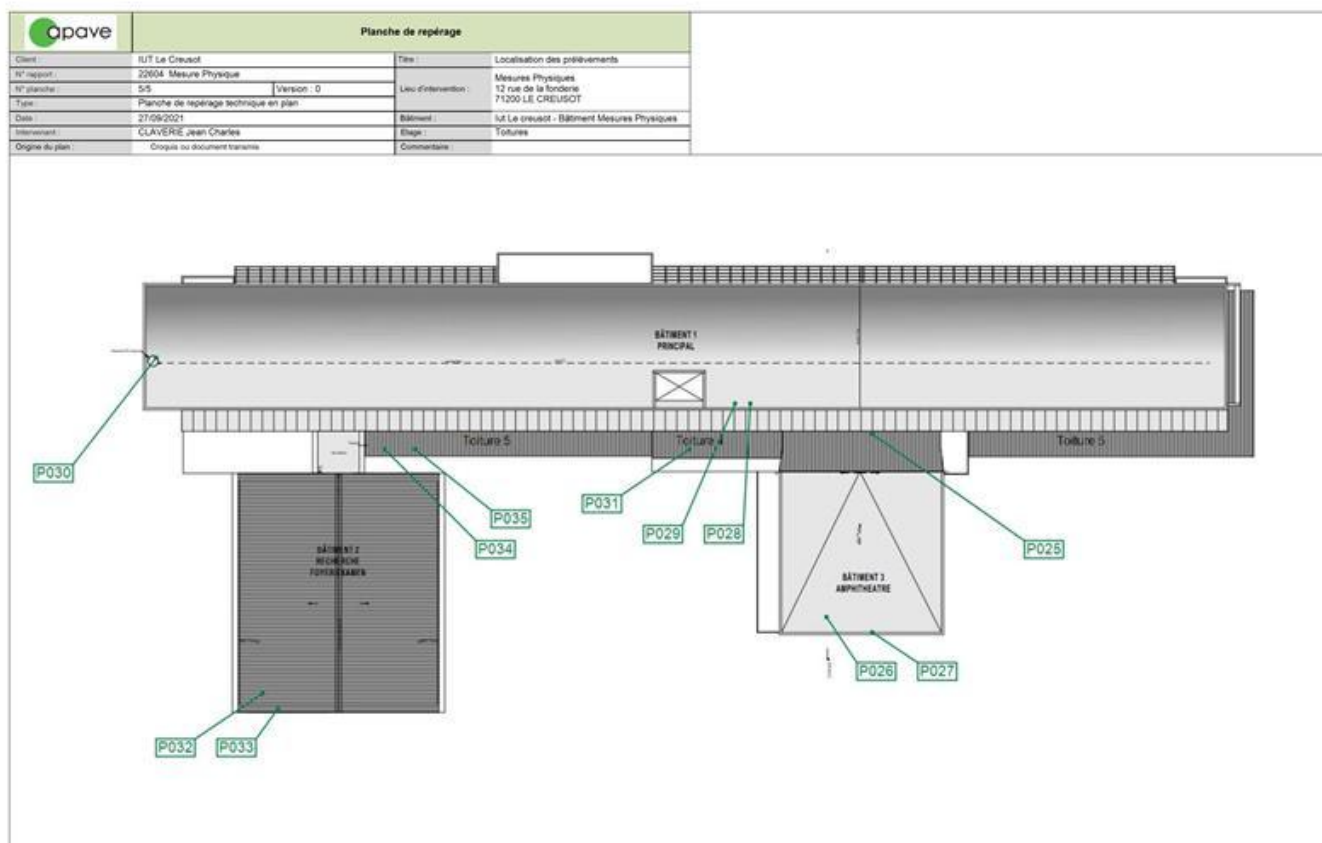 apave
Planche de repérage
Client : IUT Le Creusot Titre : Localisation des prélèvements
N° rapport : 22604 Mesure Physique
N° planche : 5/5 Version : 0
Lieu d'intervention : Mesures Physiques
12 rue de la fonderie
71200 LE CREUSOT
Type : Planche de repérage technique en plan
Date : 27/09/2021 Bâtiment : Iut Le creusot - Bâtiment Mesures Physiques
Intervenant : CLAVERIE Jean Charles Etage : Toitures
Origine du plan : Croquis ou document transmis Commentaire :
BÂTIMENT 1
PRINCIPAL
Toiture 5 Toiture 4 Toiture 5
P030
P035
P031
P029 P028
P034
P025
BÂTIMENT 2
RECHERCHE
FOYER/EXAMEN
BÂTIMENT 3
AMPHITHEATRE
P026 P027
P032 P033